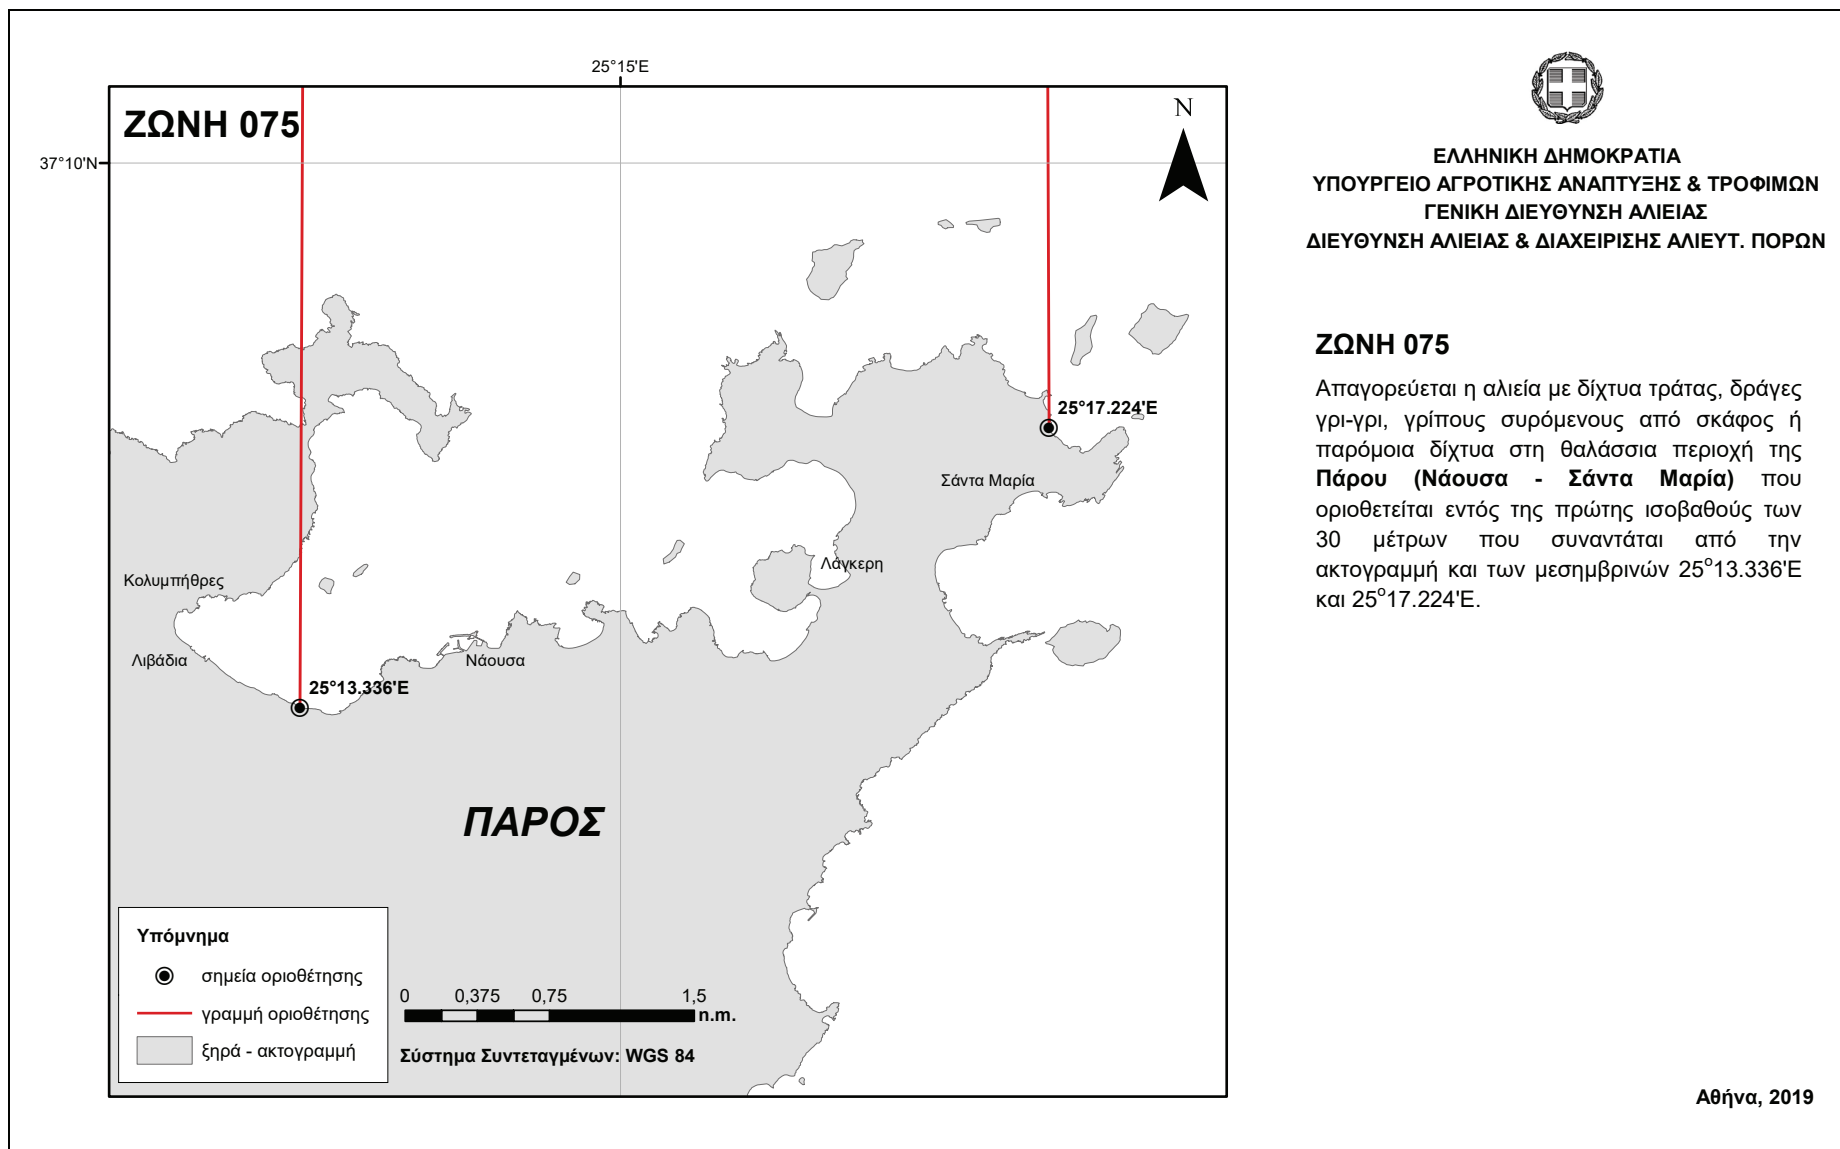 25°15'E
ΖΩΝΗ 075
N
37°10'N
25°17.224'E
Σάντα Μαρία
Λάγκερη
Κολυμπήθρες
Λιβάδια
Νάουσα
25°13.336'E
ΠΑΡΟΣ
Υπόμνημα
σημεία οριοθέτησης
γραμμή οριοθέτησης
ξηρά - ακτογραμμή
0 0,375 0,75 1,5
n.m.
Σύστημα Συντεταγμένων: WGS 84
ΕΛΛΗΝΙΚΗ ΔΗΜΟΚΡΑΤΙΑ
ΥΠΟΥΡΓΕΙΟ ΑΓΡΟΤΙΚΗΣ ΑΝΑΠΤΥΞΗΣ & ΤΡΟΦΙΜΩΝ
ΓΕΝΙΚΗ ΔΙΕΥΘΥΝΣΗ ΑΛΙΕΙΑΣ
ΔΙΕΥΘΥΝΣΗ ΑΛΙΕΙΑΣ & ΔΙΑΧΕΙΡΙΣΗΣ ΑΛΙΕΥΤ. ΠΟΡΩΝ
ΖΩΝΗ 075
Απαγορεύεται η αλιεία με δίχτυα τράτας, δράγες
γρι-γρι, γρίπους συρόμενους από σκάφος ή
παρόμοια δίχτυα στη θαλάσσια περιοχή της
Πάρου (Νάουσα - Σάντα Μαρία) που
οριοθετείται εντός της πρώτης ισοβαθούς των
30 μέτρων που συναντάται από την
ακτογραμμή και των μεσημβρινών 25°13.336'E
και 25°17.224'E.
Αθήνα, 2019